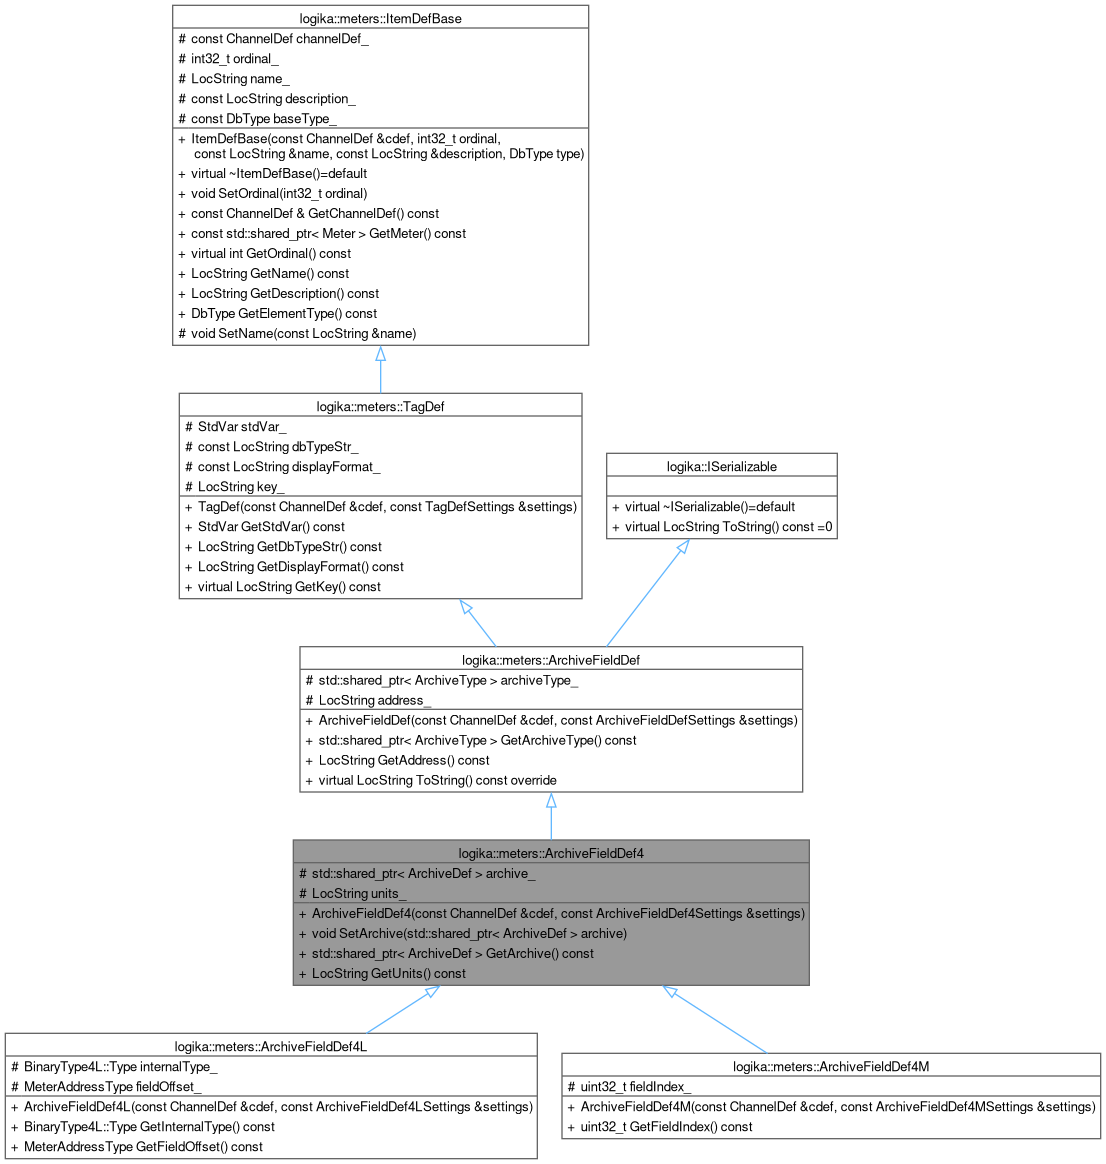 logika::meters::ItemDefBase
# const ChannelDef channelDef_
# int32_t ordinal_
# LocString name_
# const LocString description_
# const DbType baseType_
+ ItemDefBase(const ChannelDef &cdef, int32_t ordinal,
const LocString &name, const LocString &description, DbType type)
+ virtual ~ItemDefBase()=default
+ void SetOrdinal(int32_t ordinal)
+ const ChannelDef & GetChannelDef() const
+ const std::shared_ptr< Meter > GetMeter() const
+ virtual int GetOrdinal() const
+ LocString GetName() const
+ LocString GetDescription() const
+ DbType GetElementType() const
# void SetName(const LocString &name)
logika::meters::TagDef
# StdVar stdVar_
# const LocString dbTypeStr_
# const LocString displayFormat_
# LocString key_
+ TagDef(const ChannelDef &cdef, const TagDefSettings &settings)
+ StdVar GetStdVar() const
+ LocString GetDbTypeStr() const
+ LocString GetDisplayFormat() const
+ virtual LocString GetKey() const
logika::ISerializable
+ virtual ~ISerializable()=default
+ virtual LocString ToString() const =0
logika::meters::ArchiveFieldDef
# std::shared_ptr< ArchiveType > archiveType_
# LocString address_
+ ArchiveFieldDef(const ChannelDef &cdef, const ArchiveFieldDefSettings &settings)
+ std::shared_ptr< ArchiveType > GetArchiveType() const
+ LocString GetAddress() const
+ virtual LocString ToString() const override
logika::meters::ArchiveFieldDef4
# std::shared_ptr< ArchiveDef > archive_
# LocString units_
+ ArchiveFieldDef4(const ChannelDef &cdef, const ArchiveFieldDef4Settings &settings)
+ void SetArchive(std::shared_ptr< ArchiveDef > archive)
+ std::shared_ptr< ArchiveDef > GetArchive() const
+ LocString GetUnits() const
logika::meters::ArchiveFieldDef4L
# BinaryType4L::Type internalType_
# MeterAddressType fieldOffset_
+ ArchiveFieldDef4L(const ChannelDef &cdef, const ArchiveFieldDef4LSettings &settings)
+ BinaryType4L::Type GetInternalType() const
+ MeterAddressType GetFieldOffset() const
logika::meters::ArchiveFieldDef4M
# uint32_t fieldIndex_
+ ArchiveFieldDef4M(const ChannelDef &cdef, const ArchiveFieldDef4MSettings &settings)
+ uint32_t GetFieldIndex() const